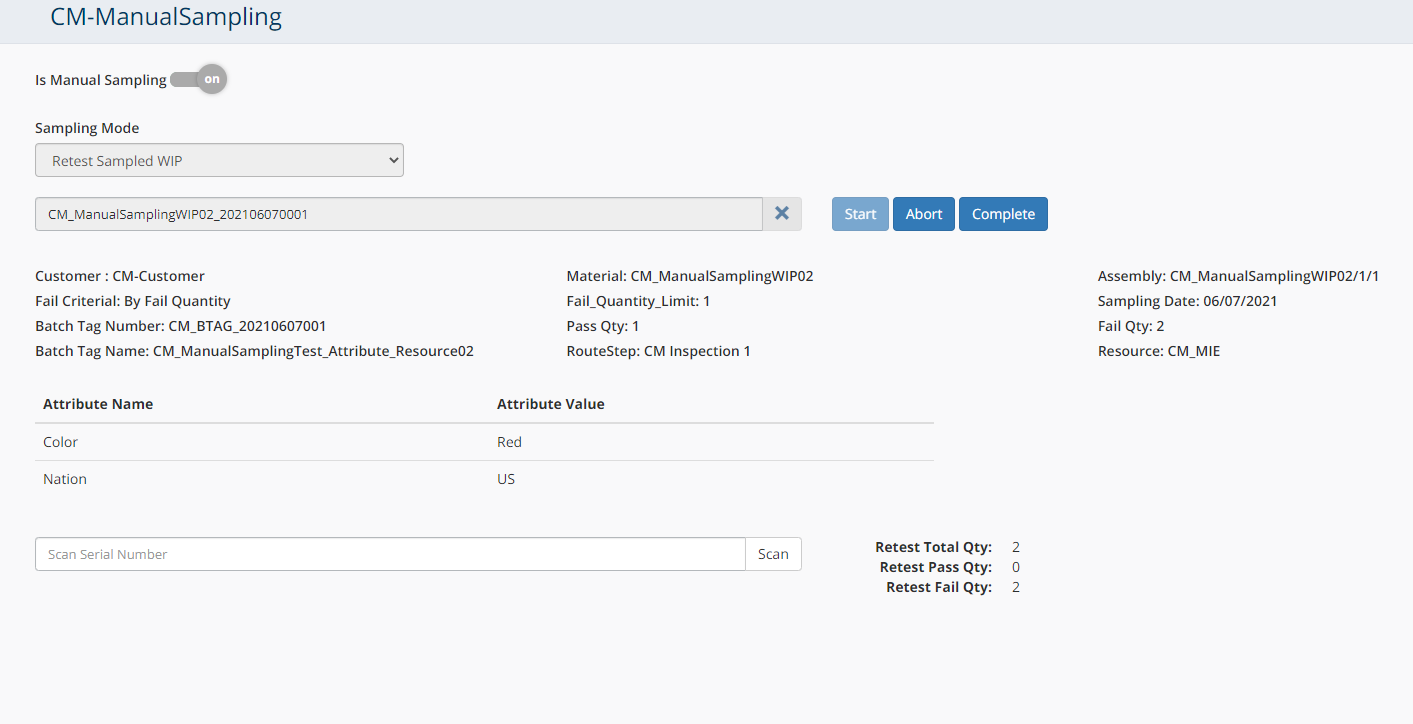 CM-ManualSampling
Is Manual Sampling on
Sampling Mode
Retest Sampled WIP
CM_ManualSamplingWIP02_202106070001 Start Abort Complete
Customer : CM-Customer Material: CM_ManualSamplingWIP02 Assembly: CM_ManualSamplingWIP02/1/1
Fail Criterial: By Fail Quantity Fail_Quantity_Limit: 1 Sampling Date: 06/07/2021
Batch Tag Number: CM_BTAG_20210607001 Pass Qty: 1 Fail Qty: 2
Batch Tag Name: CM_ManualSamplingTest_Attribute_Resource02 RouteStep: CM Inspection 1 Resource: CM_MIE
Attribute Name Attribute Value
Color Red
Nation US
Scan Serial Number Scan Retest Total Qty: 2
Retest Pass Qty: 0
Retest Fail Qty: 2